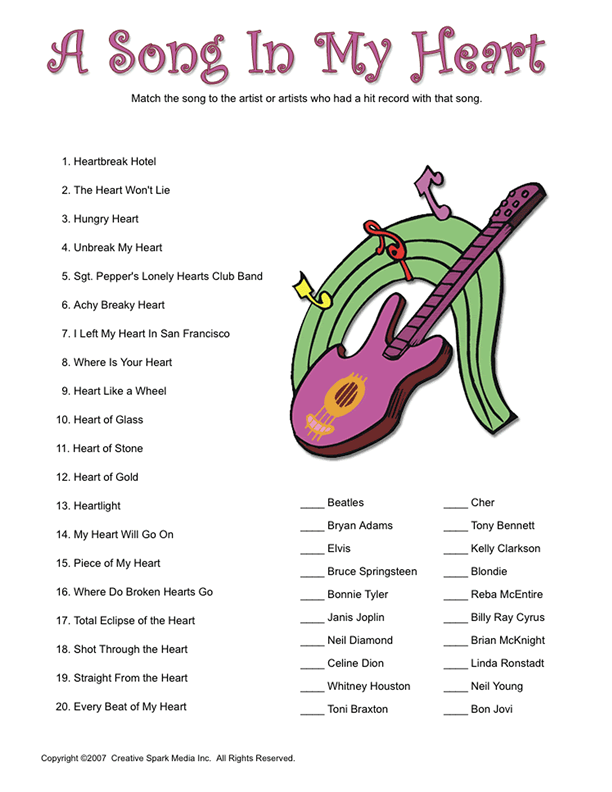 A Song In My Heart
Match the song to the artist or artists who had a hit record with that song.
1. Heartbreak Hotel
2. The Heart Won't Lie
3. Hungry Heart
4. Unbreak My Heart
5. Sgt. Pepper's Lonely Hearts Club Band
6. Achy Breaky Heart
7. I Left My Heart In San Francisco
8. Where Is Your Heart
9. Heart Like a Wheel
10. Heart of Glass
11. Heart of Stone
12. Heart of Gold
13. Heartlight
14. My Heart Will Go On
15. Piece of My Heart
16. Where Do Broken Hearts Go
17. Total Eclipse of the Heart
18. Shot Through the Heart
19. Straight From the Heart
20. Every Beat of My Heart
____ Beatles
____ Bryan Adams
____ Elvis
____ Bruce Springsteen
____ Bonnie Tyler
____ Janis Joplin
____ Neil Diamond
____ Celine Dion
____ Whitney Houston
____ Toni Braxton
____ Cher
____ Tony Bennett
____ Kelly Clarkson
____ Blondie
____ Reba McEntire
____ Billy Ray Cyrus
____ Brian McKnight
____ Linda Ronstadt
____ Neil Young
____ Bon Jovi
Copyright ©2007 Creative Spark Media Inc. All Rights Reserved.